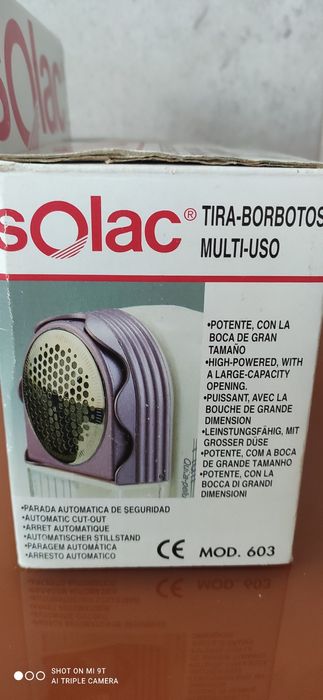 solac
solac®
TIRA-BORBOTOS
MULTI-USO
•POTENTE, CON LA
BOCA DE GRAN
TAMAÑO
•HIGH-POWERED, WITH
A LARGE-CAPACITY
OPENING.
•PUISSANT, AVEC LA
BOUCHE DE GRANDE
DIMENSION
•LEINSTUNGSFÄHIG, MIT
GROSSER DÜSE
•POTENTE, COM A BOCA
DE GRANDE TAMANHO
•POTENTE, CON LA
BOCCA DI GRANDI
DIMENSIONI
•PARADA AUTOMATICA DE SEGURIDAD
•AUTOMATIC CUT-OUT
•ARRET AUTOMATIQUE
•AUTOMATISCHER STILLSTAND
•PARAGEM AUTOMÁTICA
•ARRESTO AUTOMATICO
CE MOD. 603
SHOT ON MI 9T
AI TRIPLE CAMERA